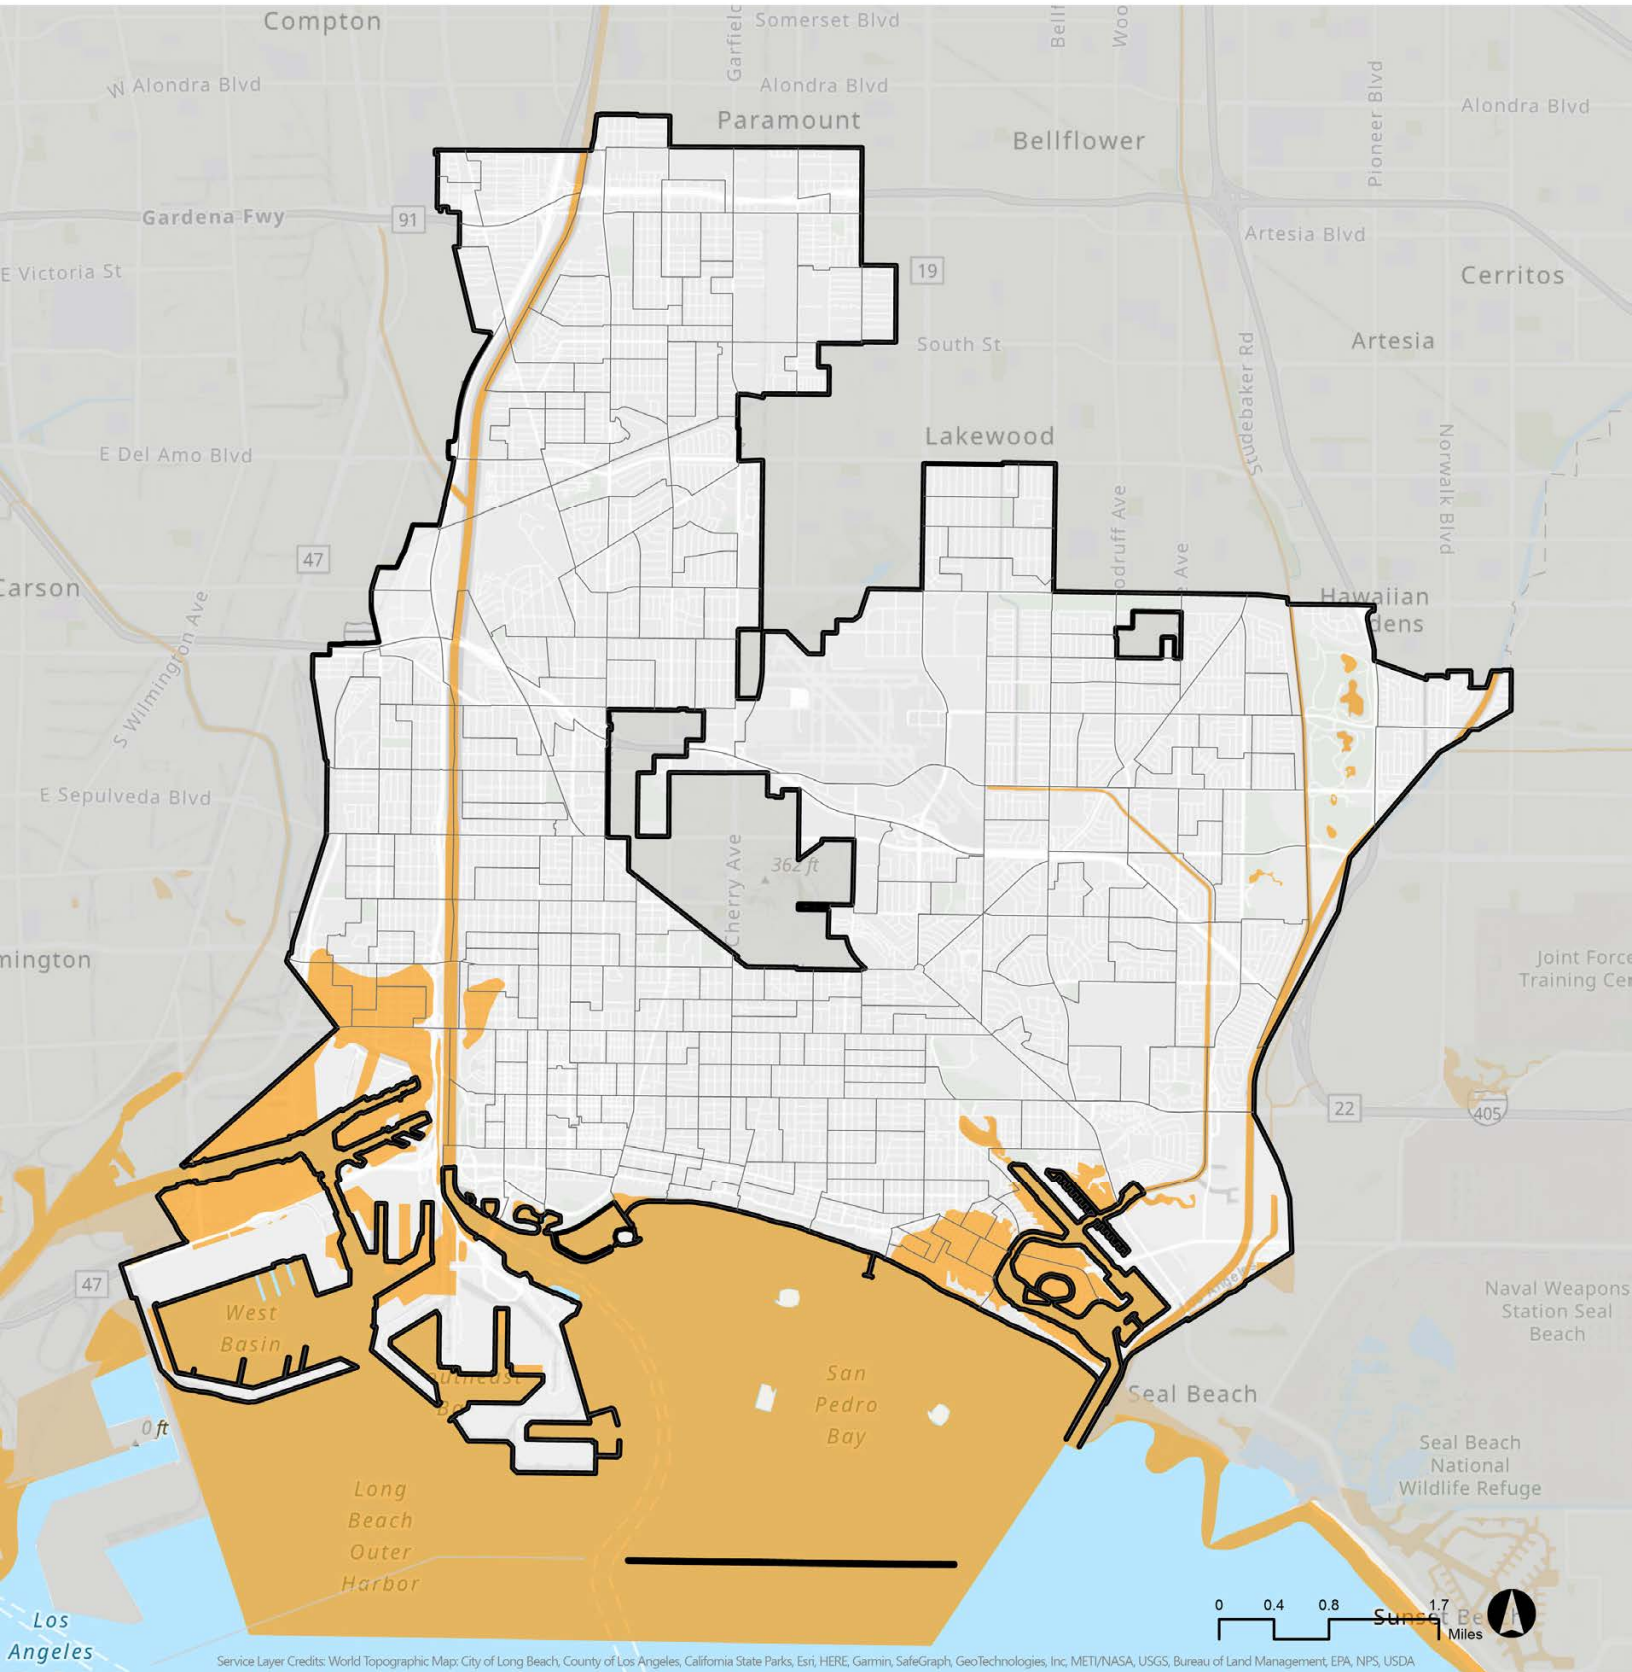 Compton
Somerset Blvd
W Alondra Blvd
Alondra Blvd
Alondra Blvd
Paramount
Bellflower
Pioneer Blvd
Gardena Fwy
91
Artesia Blvd
E Victoria St
19
Cerritos
South St
Artesia
Studebaker Rd
Lakewood
E Del Amo Blvd
Norwalk Blvd
47
Carson
Hawaiian
S Wilmington Ave
E Sepulveda Blvd
Cherry Ave
362 ft
mington
Joint Force
Training Cen
22
405
47
West
Basin
Los Angeles
Naval Weapons
Station Seal
Beach
San
Pedro
Bay
Seal Beach
0 ft
Seal Beach
National
Wildlife Refuge
Long
Beach
Outer
Harbor
Los
Angeles
0 0.4 0.8 1.7
Miles
Service Layer Credits: World Topographic Map: City of Long Beach, County of Los Angeles, California State Parks, Esri, HERE, Garmin, SafeGraph, GeoTechnologies, Inc, METI/NASA, USGS, Bureau of Land Management, EPA, NPS, USDA